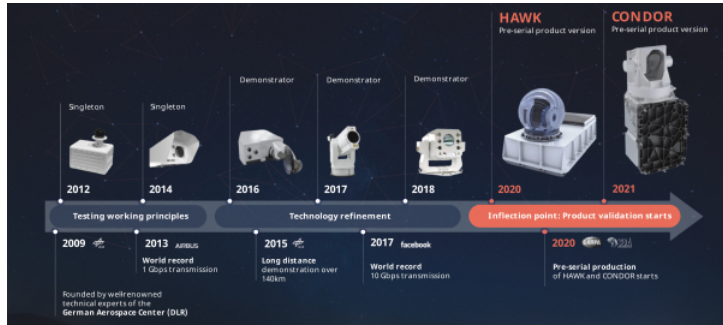 HAWK
Pre-serial product version
CONDOR
Pre-serial product version
Demonstrator
Demonstrator
Demonstrator
Singleton
Singleton
2012
2014
2016
2017
2018
2020
2021
Testing working principles
Technology refinement
Inflection point: Product validation starts
2009
2013 AIRBUS
World record
1 Gbps transmission
2015
Long distance
demonstration over
140km
2017 facebook
World record
10 Gbps transmission
2020
Pre-serial production
of HAWK and CONDOR starts
Founded by well-renowned
technical experts of the
German Aerospace Center (DLR)